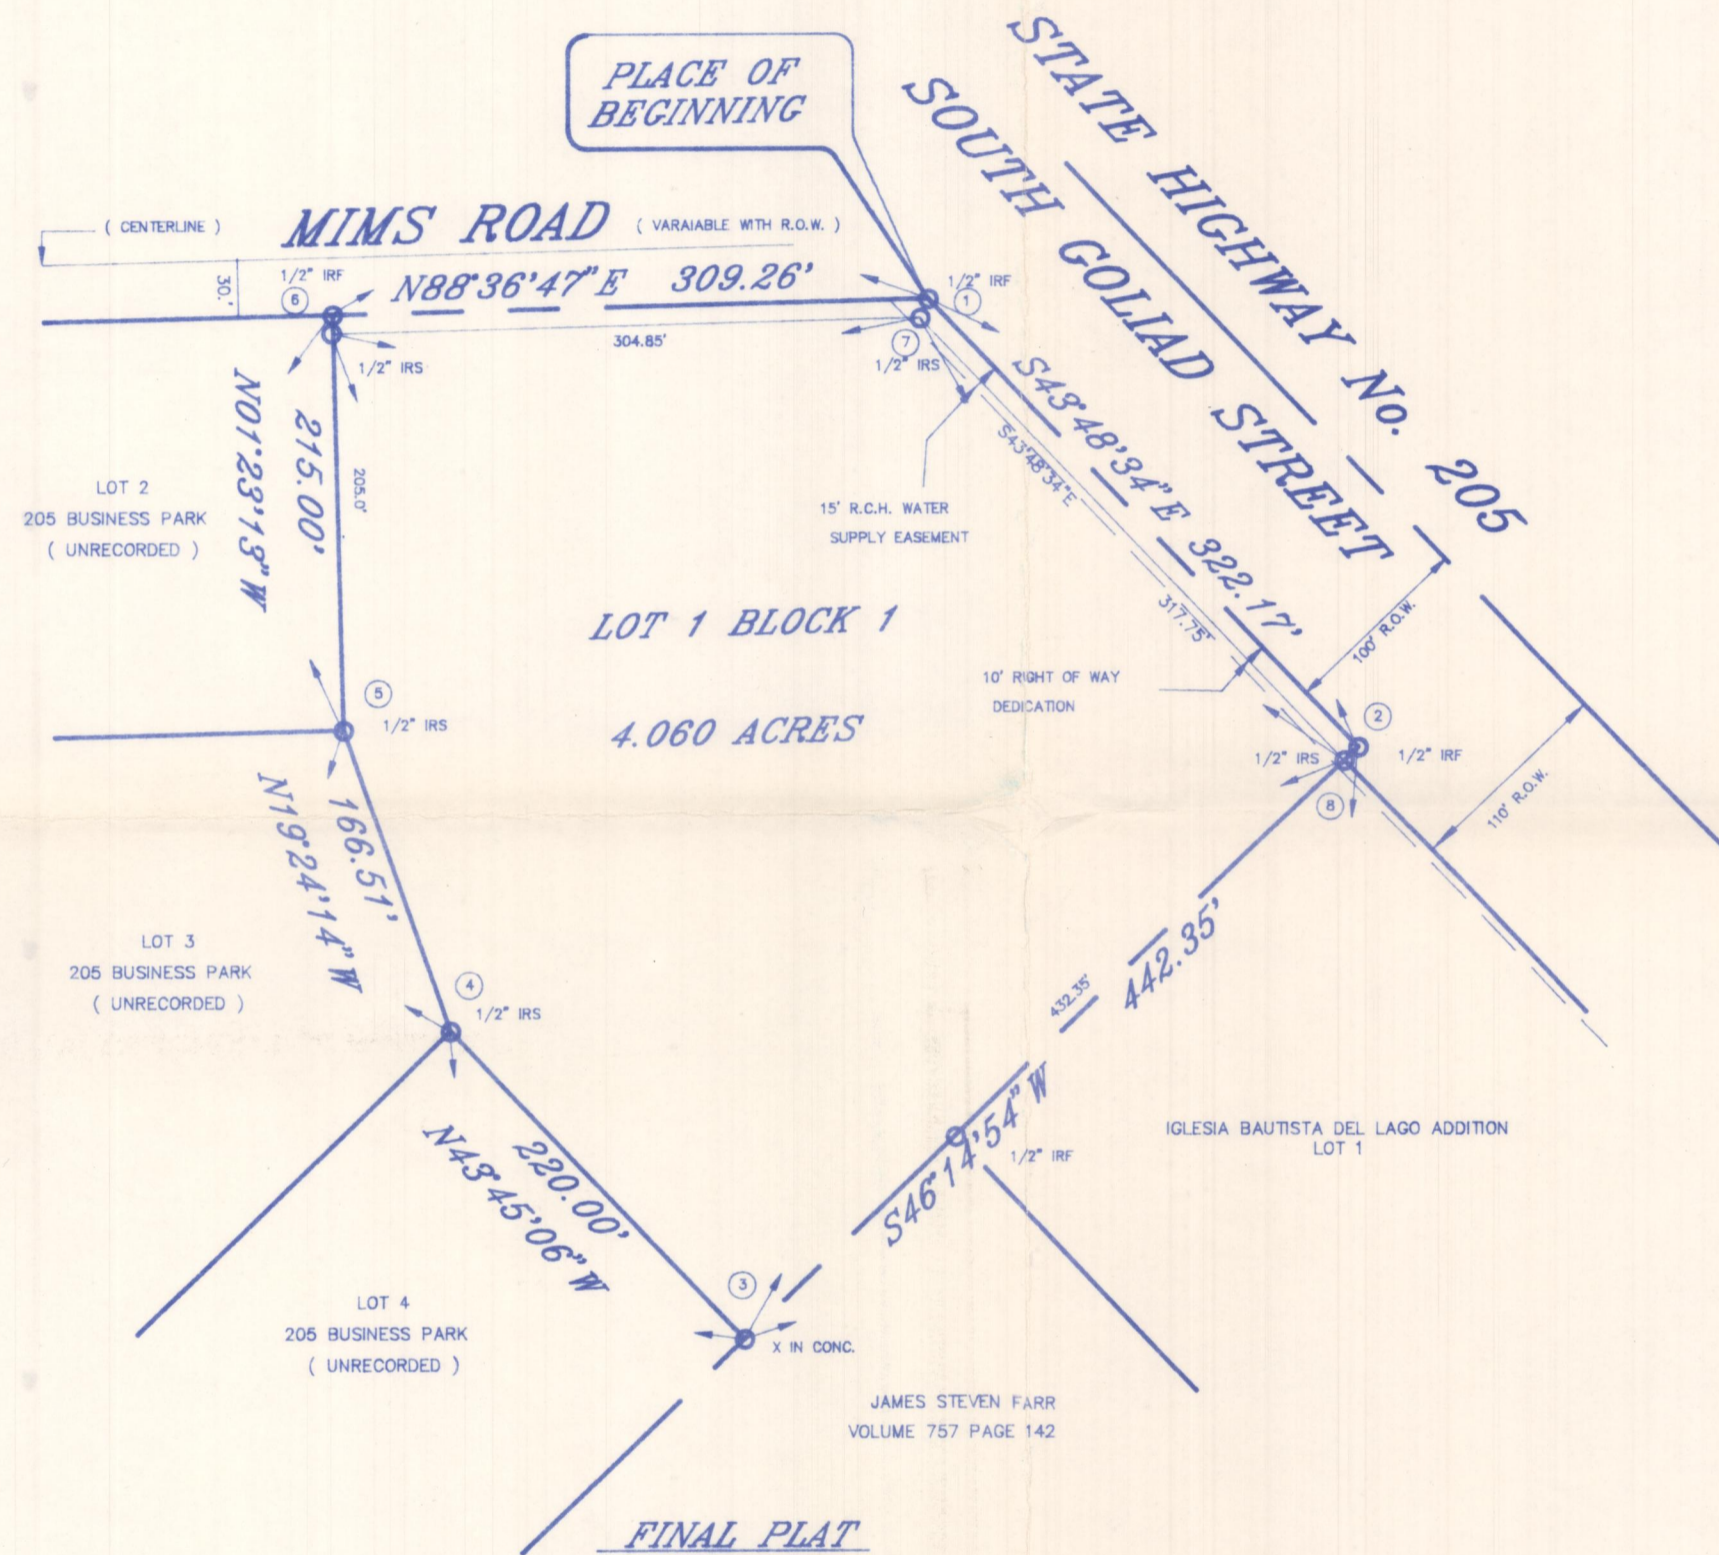 PLACE OF
BEGINNING
STATE HIGHWAY No. 205
SOUTH GOLIAD STREET
( CENTERLINE )
MIMS ROAD
( VARAIABLE WITH R.O.W. )
30.'
1/2" IRF
6
N88°36'47"E 309.26'
1/2" IRF
1
7
1/2" IRS
304.85'
1/2" IRS
N01°23'13"W
215.00'
205.0'
S43°48'34"E 322.17'
S43°48'34"E
317.75'
LOT 2
205 BUSINESS PARK
( UNRECORDED )
15' R.C.H. WATER
SUPPLY EASEMENT
LOT 1 BLOCK 1
4.060 ACRES
10' RIGHT OF WAY
DEDICATION
100' R.O.W.
110' R.O.W.
5
1/2" IRS
2
1/2" IRS
1/2" IRF
8
N19°24'14"W
166.51'
LOT 3
205 BUSINESS PARK
( UNRECORDED )
4
1/2" IRS
432.35'
442.35'
S46°14'54"W
1/2" IRF
IGLESIA BAUTISTA DEL LAGO ADDITION
LOT 1
N43°45'06"W
220.00'
3
X IN CONC.
LOT 4
205 BUSINESS PARK
( UNRECORDED )
JAMES STEVEN FARR
VOLUME 757 PAGE 142
FINAL PLAT